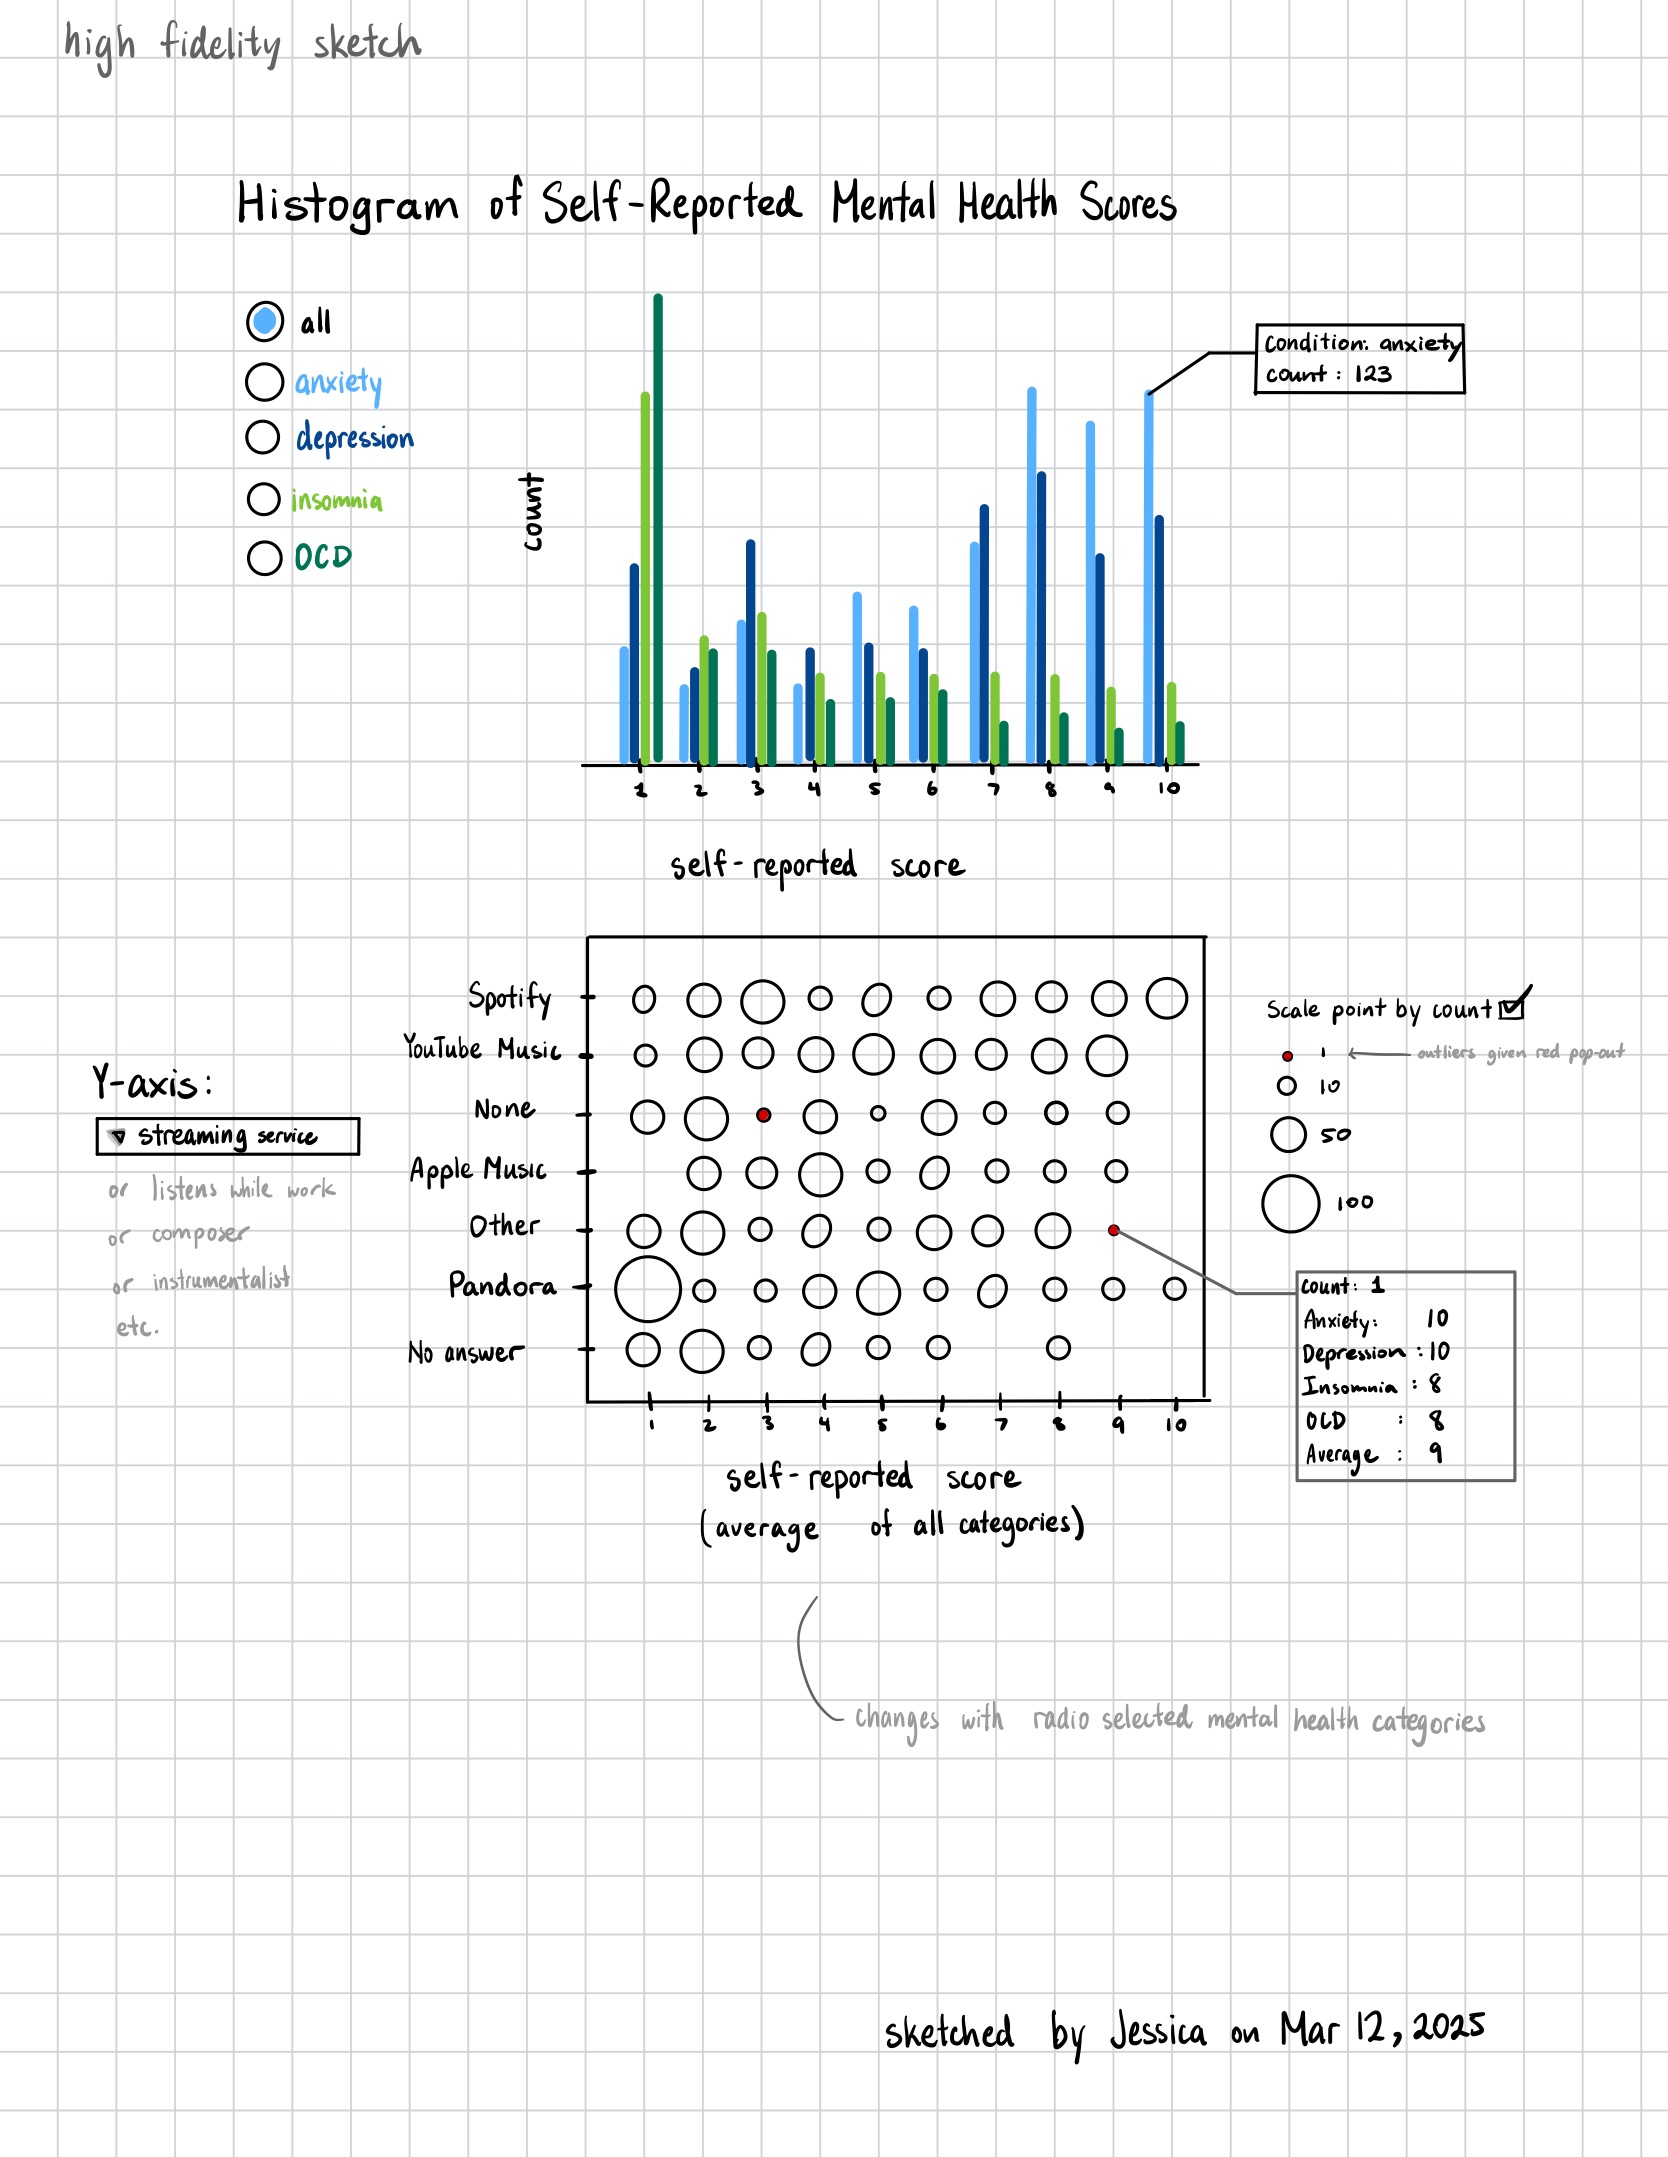 high fidelity sketch
Histogram of Self-Reported Mental Health Scores
all
anxiety
depression
insomnia
OCD
count
condition: anxiety
count : 123
1 2 3 4 5 6 7 8 9 10
self-reported score
Y-axis:
streaming service
or listens while work
or composer
or instrumentalist
etc.
Spotify
YouTube Music
None
Apple Music
Other
Pandora
No answer
1 2 3 4 5 6 7 8 9 10
self-reported score
(average of all categories)
Scale point by count
1 outliers given red pop-out
10
50
100
count: 1
Anxiety: 10
Depression : 10
Insomnia : 8
OCD : 8
Average : 9
changes with radio selected mental health categories
sketched by Jessica on Mar 12, 2025